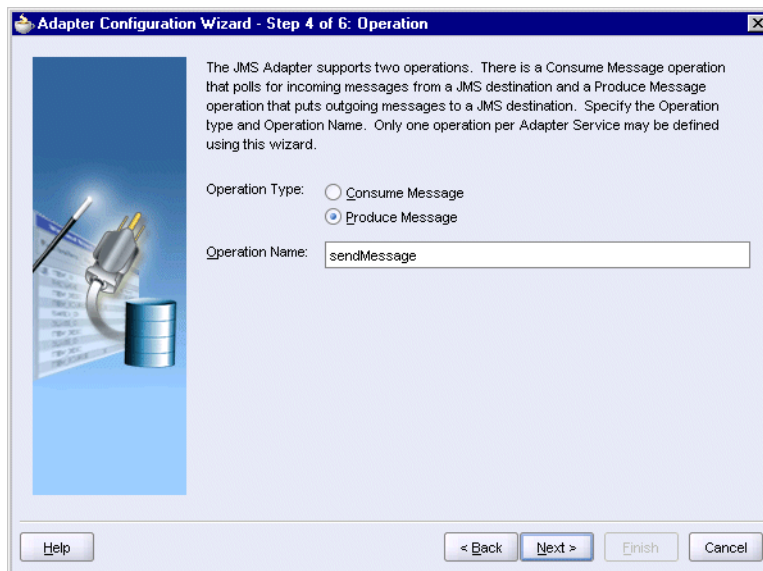 Adapter Configuration Wizard - Step 4 of 6: Operation
The JMS Adapter supports two operations. There is a Consume Message operation
that polls for incoming messages from a JMS destination and a Produce Message
operation that puts outgoing messages to a JMS destination. Specify the Operation
type and Operation Name. Only one operation per Adapter Service may be defined
using this wizard.
Operation Type:
Consume Message
Produce Message
Operation Name:
sendMessage
Help
< Back
Next >
Finish
Cancel